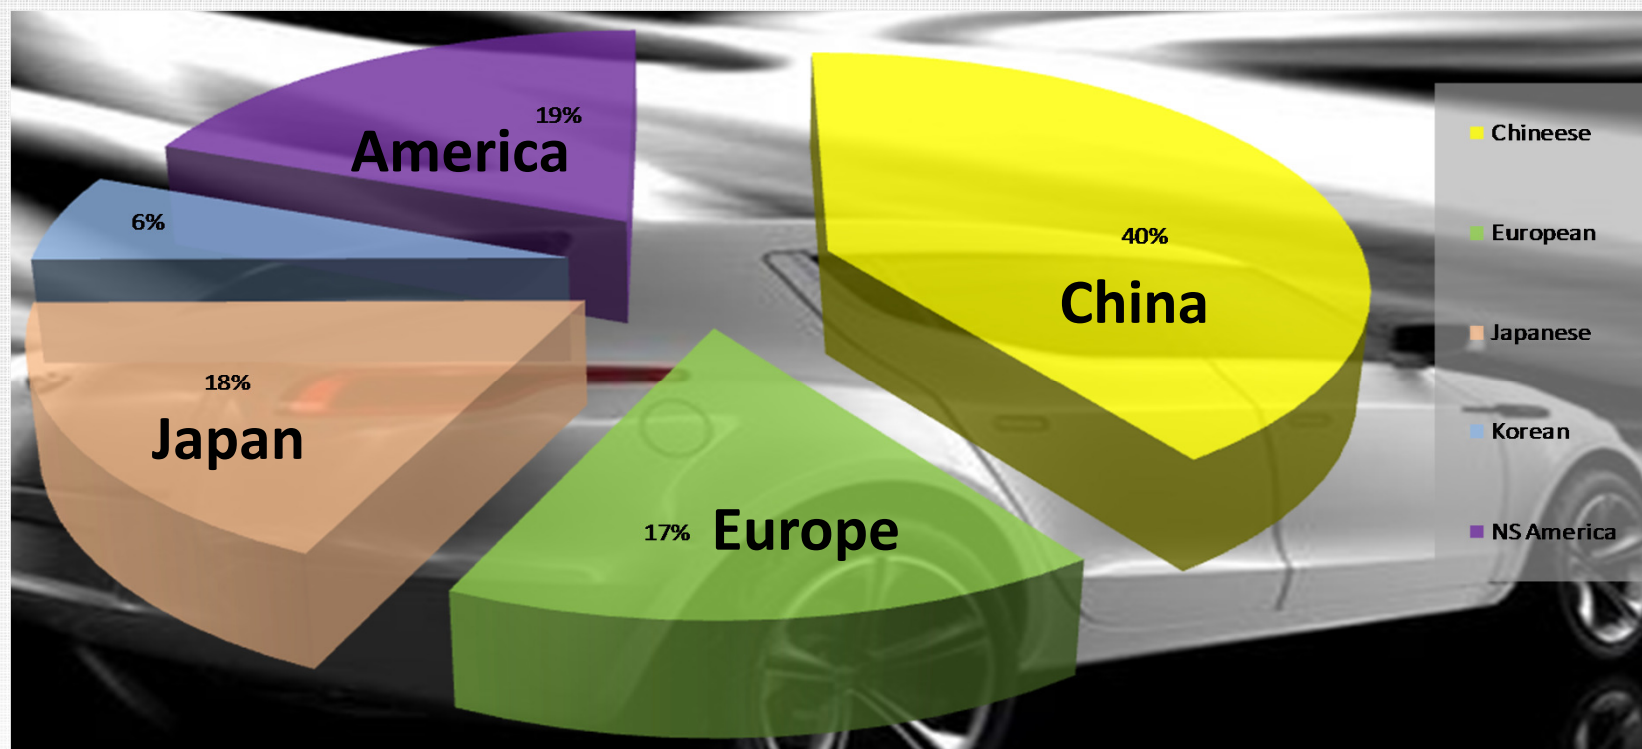 19%
America
6%
40%
China
18%
Japan
17%
Europe
Chineese
European
Japanese
Korean
NS America